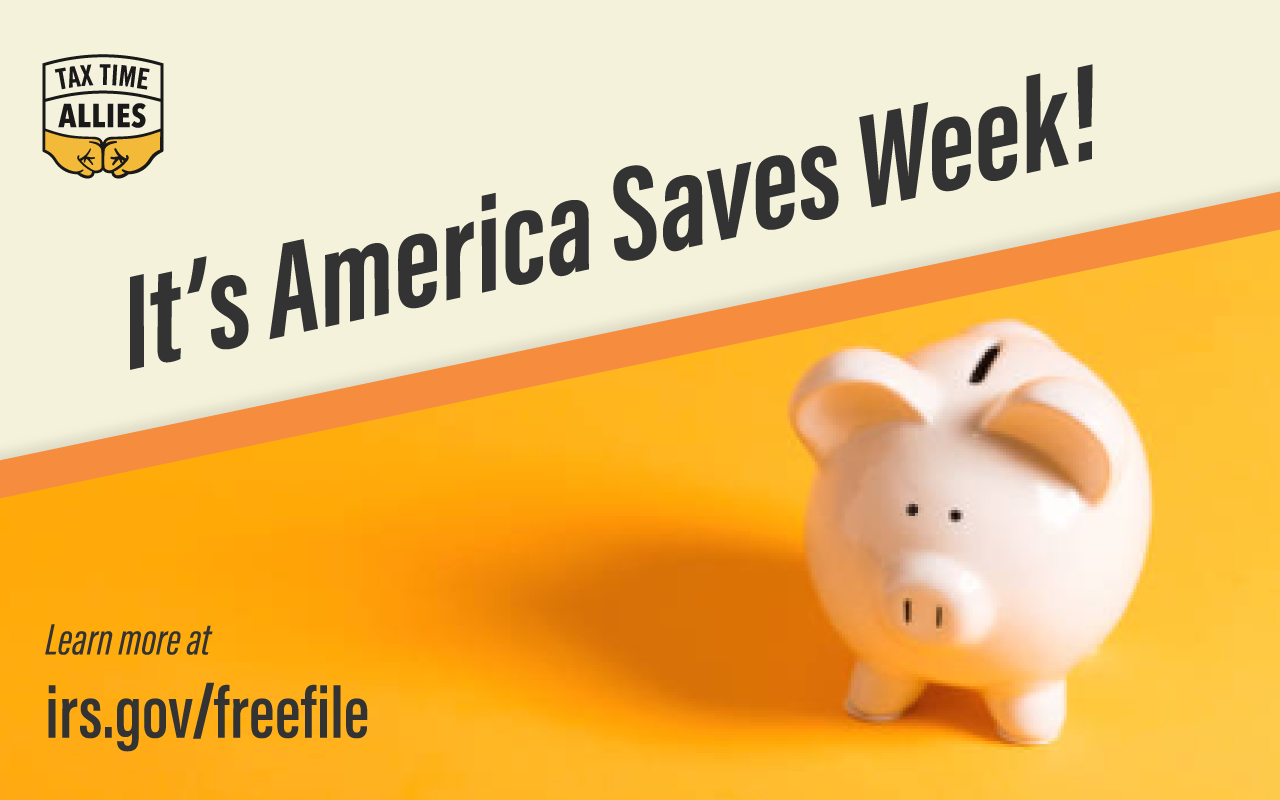 TAX TIME
ALLIES
It’s America Saves Week!
Learn more at
irs.gov/freefile